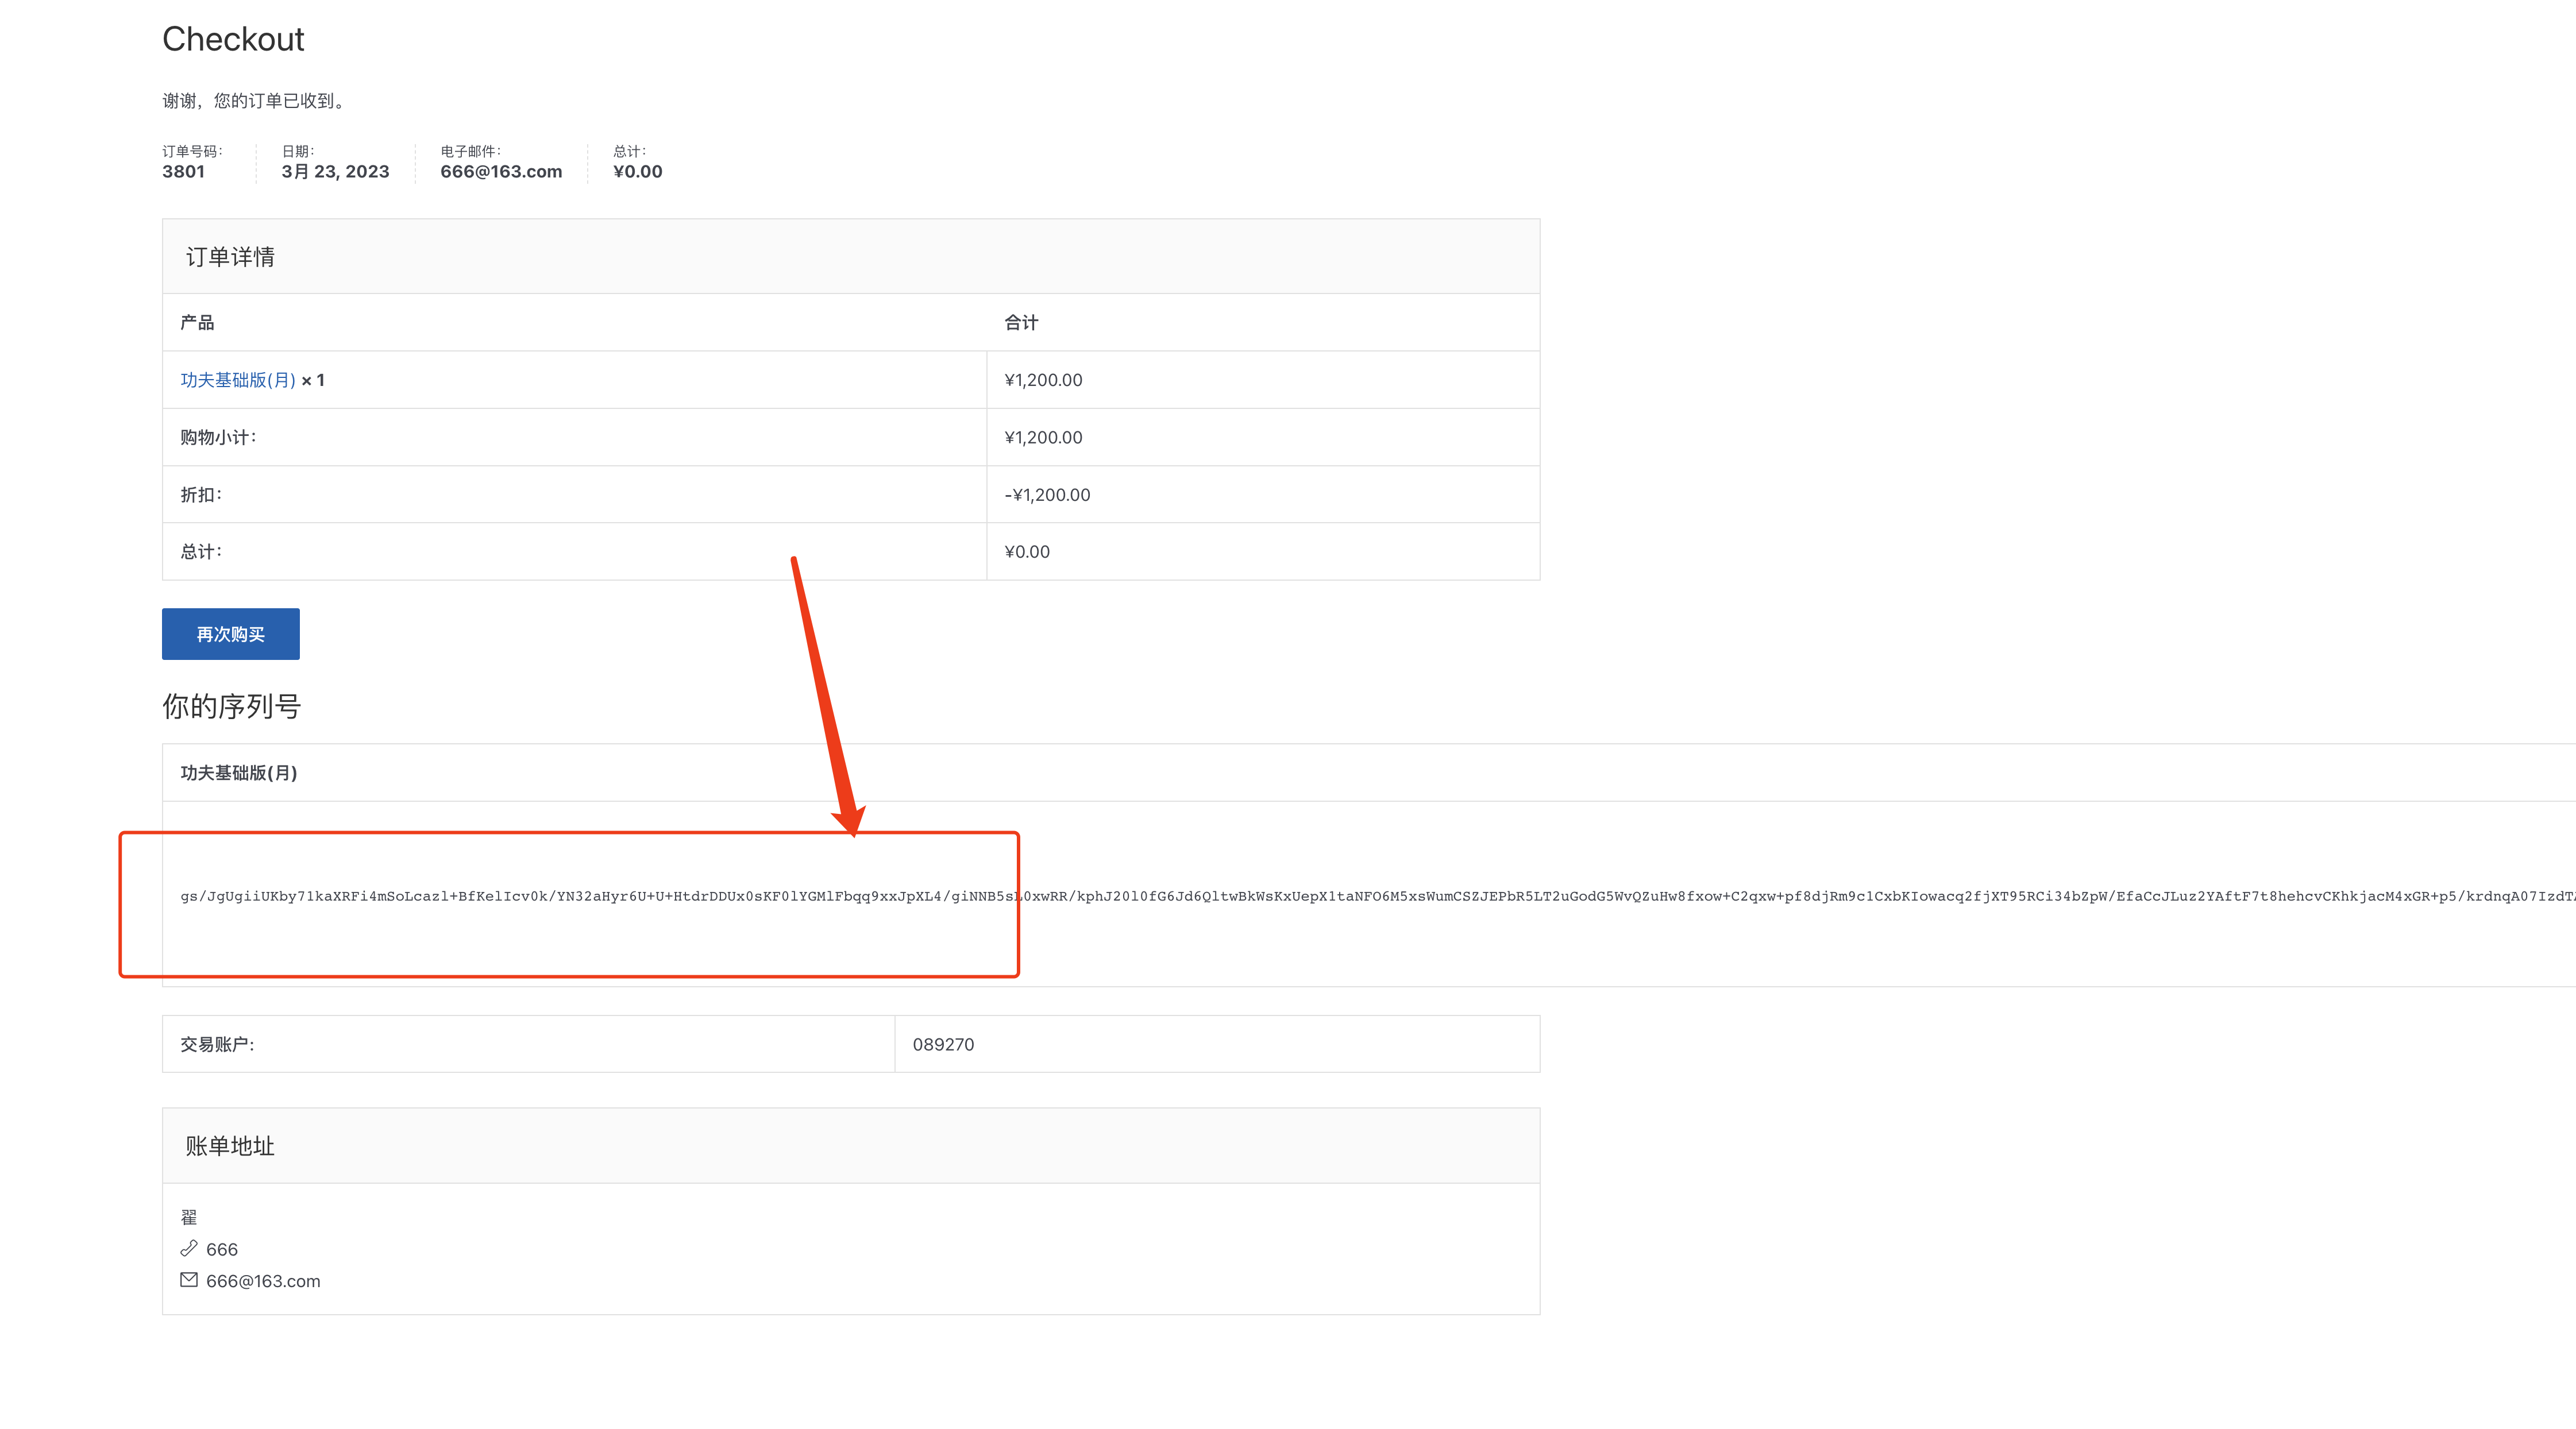 Checkout
谢谢，您的订单已收到。
订单号码： 日期： 电子邮件： 总计：
3801 3月 23, 2023 666@163.com ¥0.00
订单详情
产品 合计
功夫基础版(月) × 1 ¥1,200.00
购物小计： ¥1,200.00
折扣： -¥1,200.00
总计： ¥0.00
再次购买
你的序列号
功夫基础版(月)
gs/JgUgiiUKby71kaXRFi4mSoLcazl+BfKelIcv0k/YN32aHyr6U+U+HtdrDDUx0sKF0lYGMlFbqq9xxJpXL4/giNNB5sL0xwRR/kphJ20l0fG6Jd6QltwBkWsKxUepX1taNFO6M5xsWumCSZJEPbR5LT2uGodG5WvQZuHw8fxow+C2qxw+pf8djRm9c1CxbKIowacq2fjXT95RCi34bZpW/EfaCcJLuz2YAftF7t8hehcvCKhkjacM4xGR+p5/krdnqA07IzdT
交易账户: 089270
账单地址
翟
666
666@163.com